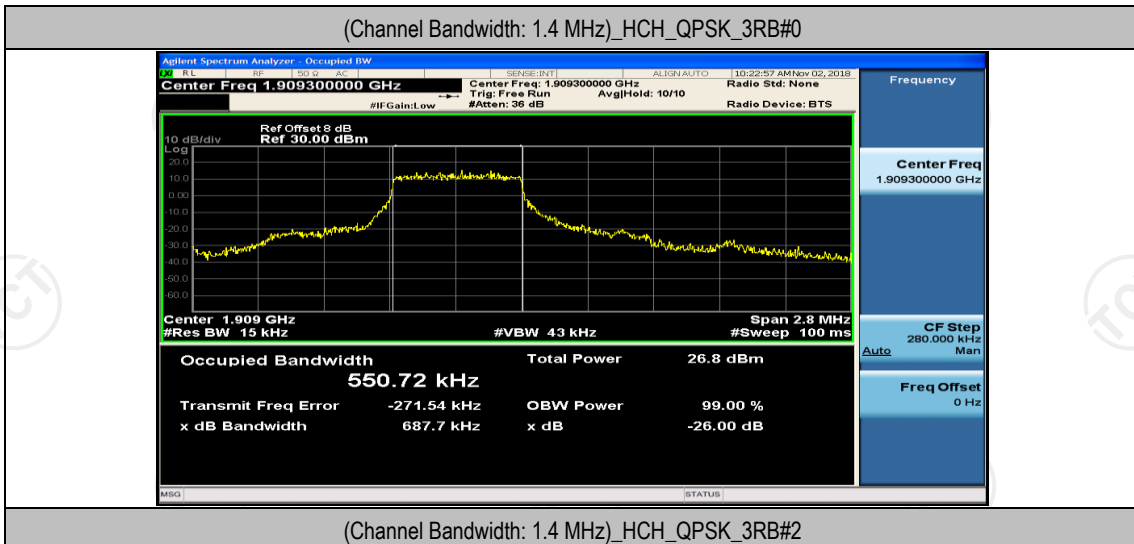 (Channel Bandwidth: 1.4 MHz)_HCH_QPSK_3RB#0
Agilent Spectrum Analyzer - Occupied BW
LXI RL RF 50 Ω AC SENSE:INT ALIGN AUTO 10:22:57 AM Nov 02, 2018
Center Freq 1.909300000 GHz Center Freq: 1.909300000 GHz Radio Std: None Frequency
Trig: Free Run Avg|Hold: 10/10
#IFGain:Low #Atten: 36 dB Radio Device: BTS
Ref Offset 8 dB
10 dB/div Ref 30.00 dBm
Log
20.0
10.0
0.00
-10.0
-20.0
-30.0
-40.0
-50.0
-60.0
Center Freq
1.909300000 GHz
Center 1.909 GHz Span 2.8 MHz
#Res BW 15 kHz #VBW 43 kHz #Sweep 100 ms
CF Step
280.000 kHz
Auto Man
Occupied Bandwidth Total Power 26.8 dBm
550.72 kHz
Freq Offset
0 Hz
Transmit Freq Error -271.54 kHz OBW Power 99.00 %
x dB Bandwidth 687.7 kHz x dB -26.00 dB
MSG STATUS
(Channel Bandwidth: 1.4 MHz)_HCH_QPSK_3RB#2